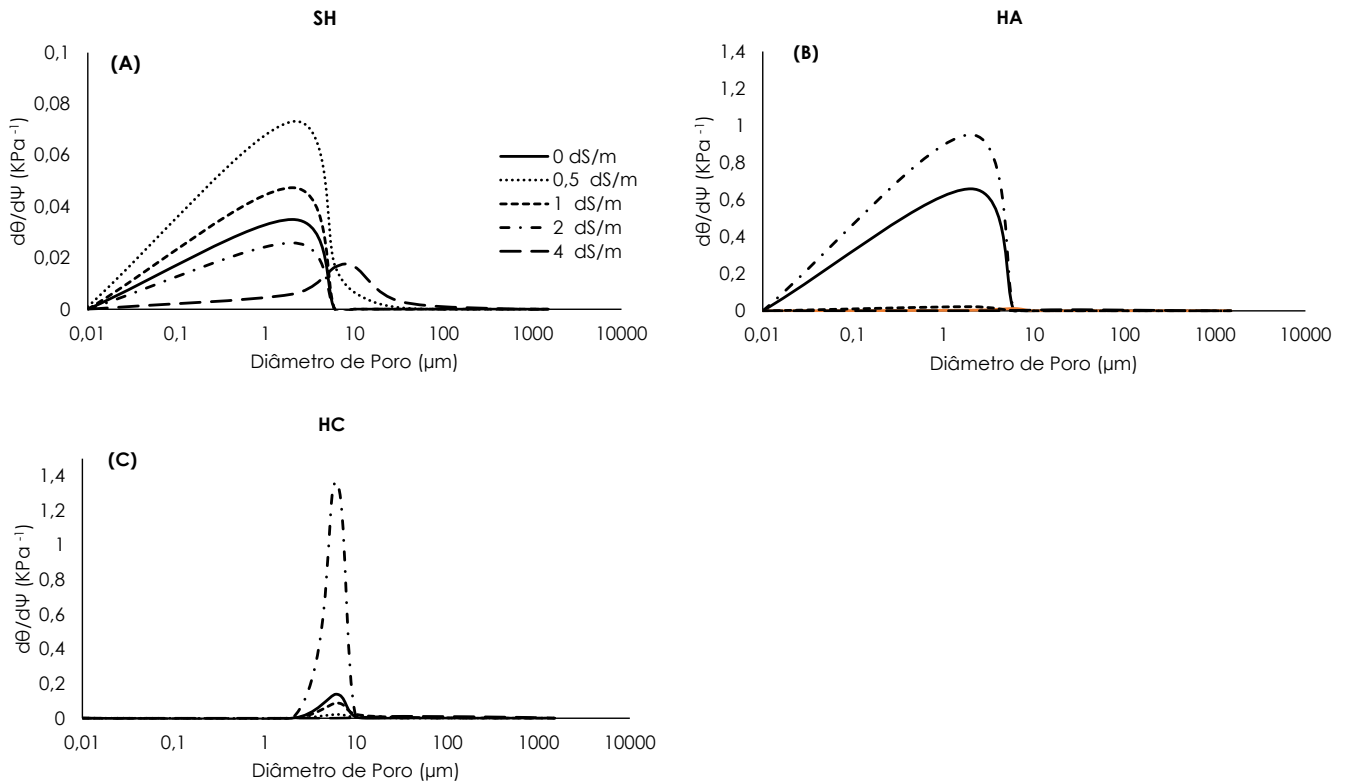 SH
(A)
0,1
0,08
0,06
0,04
0,02
0
dθ/dΨ (KPa -1)
0 dS/m
0,5 dS/m
1 dS/m
2 dS/m
4 dS/m
0,01 0,1 1 10 100 1000 10000
Diâmetro de Poro (µm)
HA
(B)
1,4
1,2
1
0,8
0,6
0,4
0,2
0
dθ/dΨ (KPa -1)
0,01 0,1 1 10 100 1000 10000
Diâmetro de Poro (µm)
HC
(C)
1,4
1,2
1
0,8
0,6
0,4
0,2
0
dθ/dΨ (KPa -1)
0,01 0,1 1 10 100 1000 10000
Diâmetro de Poro (µm)